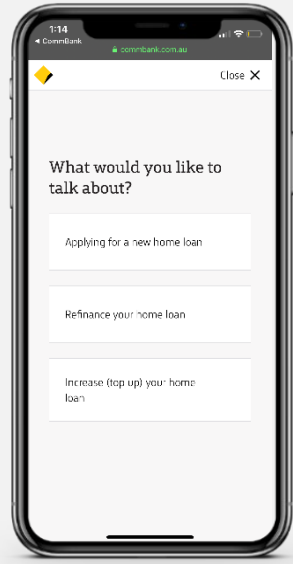 1:14
◀ CommBank
commbank.com.au
Close X
What would you like to
talk about?
Applying for a new home loan
Refinance your home loan
Increase (top up) your home
loan